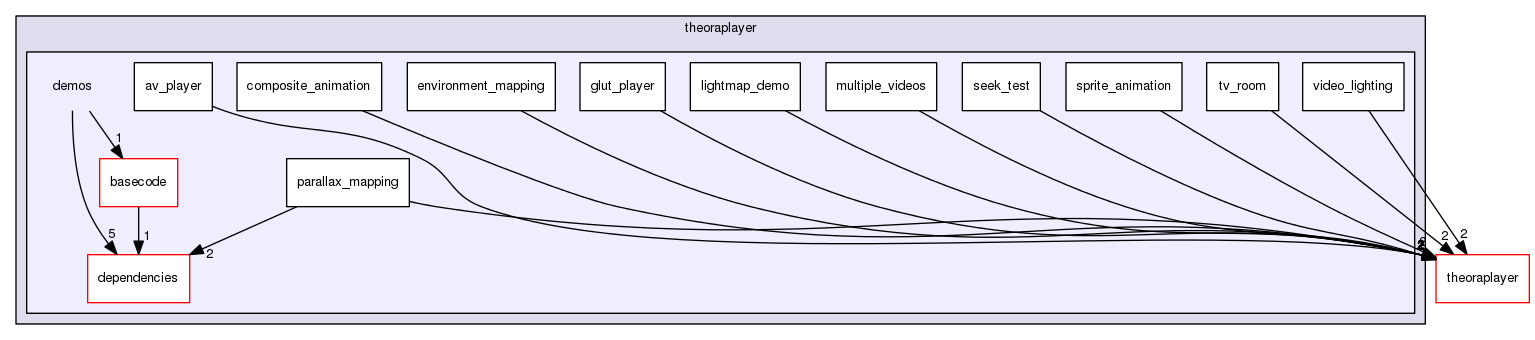 theoraplayer
demos
av_player
composite_animation
environment_mapping
glut_player
lightmap_demo
multiple_videos
seek_test
sprite_animation
tv_room
video_lighting
1
basecode
parallax_mapping
5
1
2
2
2
dependencies
2
theoraplayer